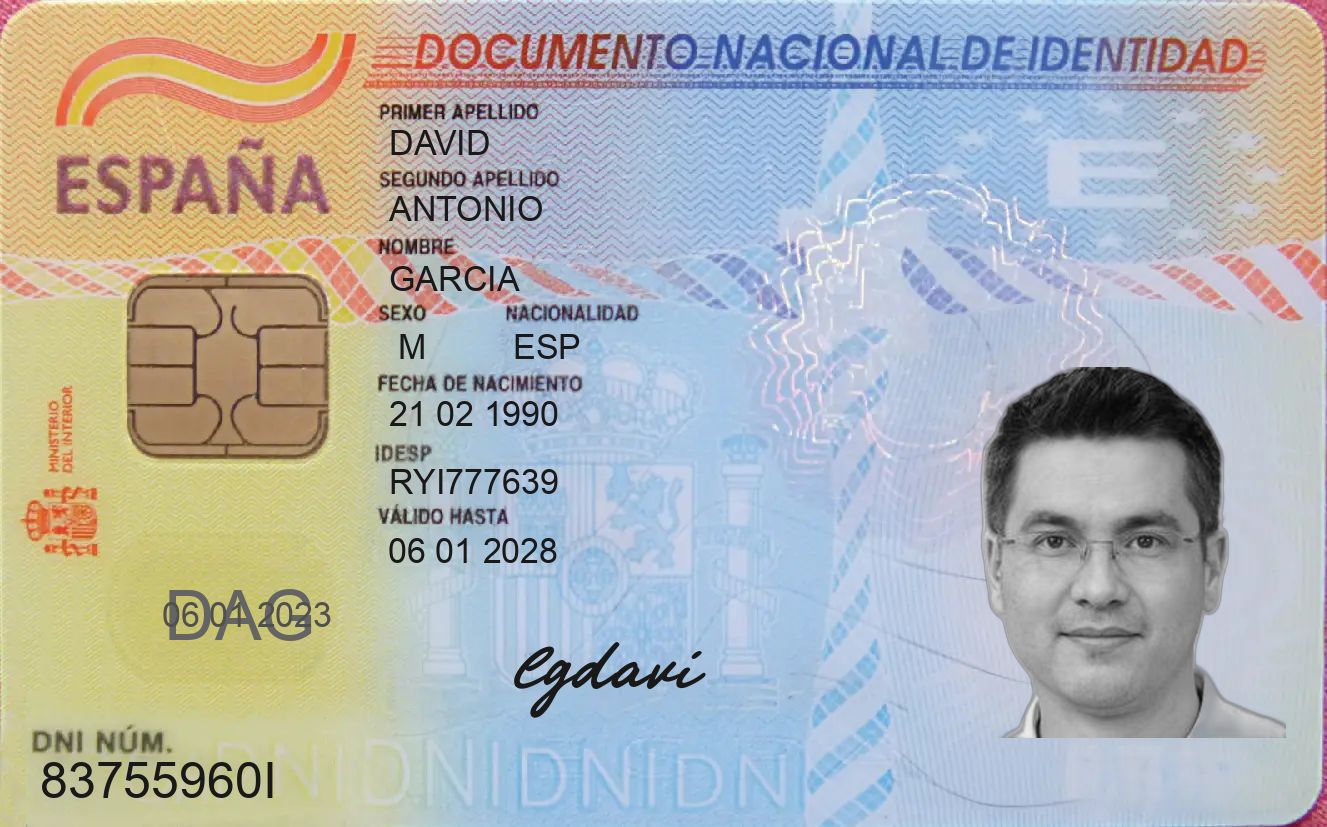 DOCUMENTO NACIONAL DE IDENTIDAD
ESPAÑA
E
PRIMER APELLIDO
DAVID
SEGUNDO APELLIDO
ANTONIO
NOMBRE
GARCIA
SEXO NACIONALIDAD
M ESP
FECHA DE NACIMIENTO
21 02 1990
IDESP
RYI777639
VÁLIDO HASTA
06 01 2028
MINISTERIO
DEL INTERIOR
DAG
06 01 2023
Cgdavi
DNI NÚM.
83755960I
DNIDNIDNIDNI